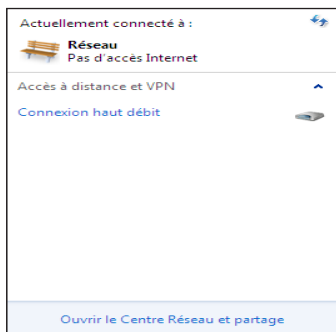 Actuellement connecté à :
Réseau
Pas d'accès Internet
Accès à distance et VPN
Connexion haut débit
Ouvrir le Centre Réseau et partage